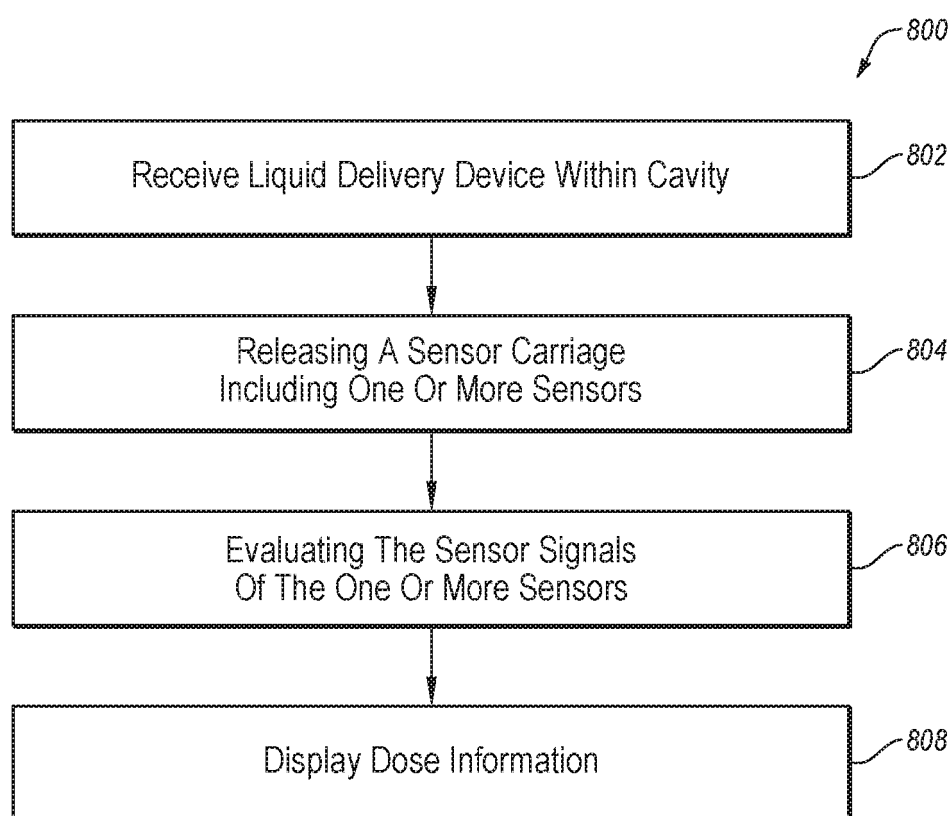 800
Receive Liquid Delivery Device Within Cavity
802
Releasing A Sensor Carriage
Including One Or More Sensors
804
Evaluating The Sensor Signals
Of The One Or More Sensors
806
Display Dose Information
808